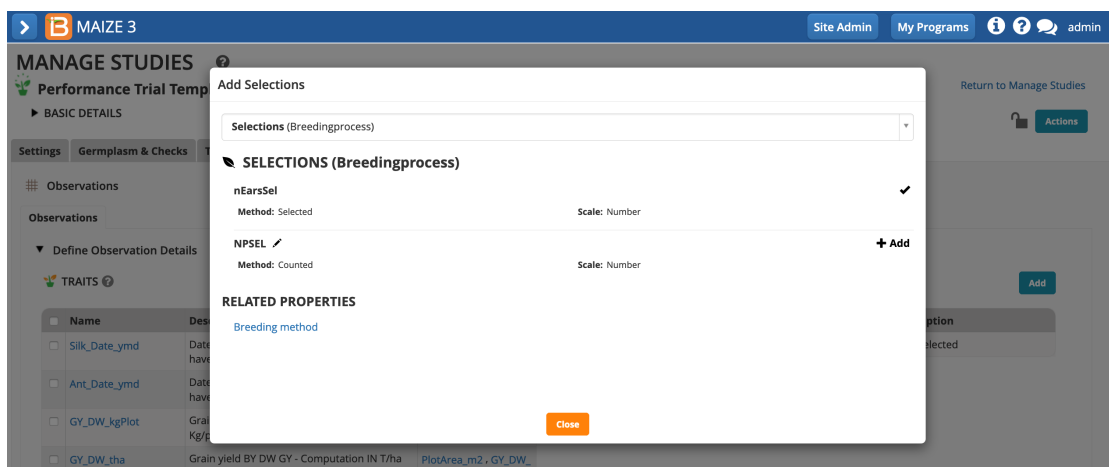 MAIZE 3
Site Admin
My Programs
admin
MANAGE STUDIES
Performance Trial Temp
Return to Manage Studies
BASIC DETAILS
Actions
Settings
Germplasm & Checks
T
Observations
Observations
Define Observation Details
TRAITS
Add
Name
Des
ption
Silk_Date_ymd
Date
have
elected
Ant_Date_ymd
Date
have
GY_DW_kgPlot
Grai
Kg/p
GY_DW_tha
Grain yield BY DW GY - Computation IN T/ha
PlotArea_m2 , GY_DW_
Add Selections
Selections (Breedingprocess)
SELECTIONS (Breedingprocess)
nEarsSel
Method: Selected
Scale: Number
NPSEL
Add
Method: Counted
Scale: Number
RELATED PROPERTIES
Breeding method
Close